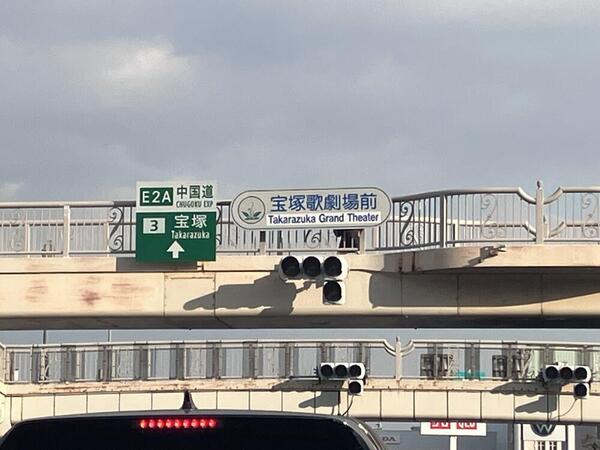 E2A 中国道
CHUGOKU EXP
3 宝塚
Takarazuka
宝塚歌劇場前
Takarazuka Grand Theater